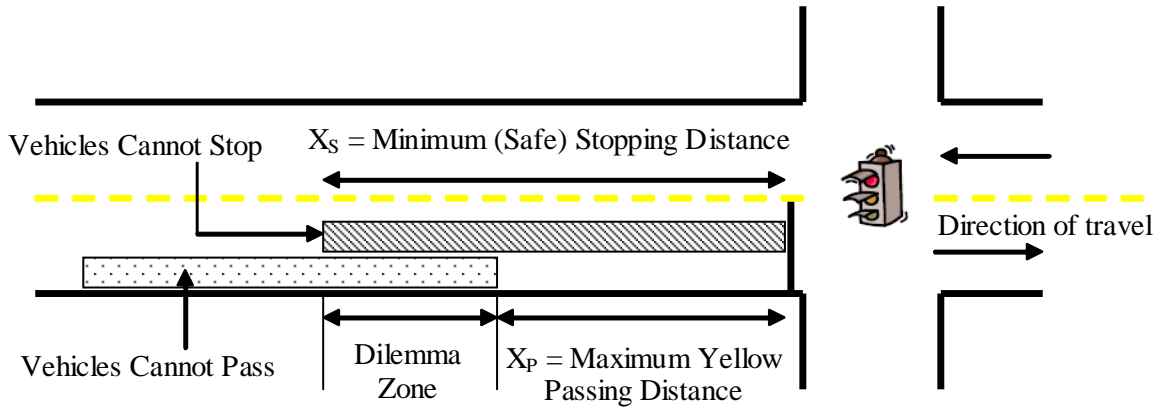 Vehicles Cannot Stop
X_S = Minimum (Safe) Stopping Distance
Direction of travel
Vehicles Cannot Pass
Dilemma
Zone
X_P = Maximum Yellow
Passing Distance